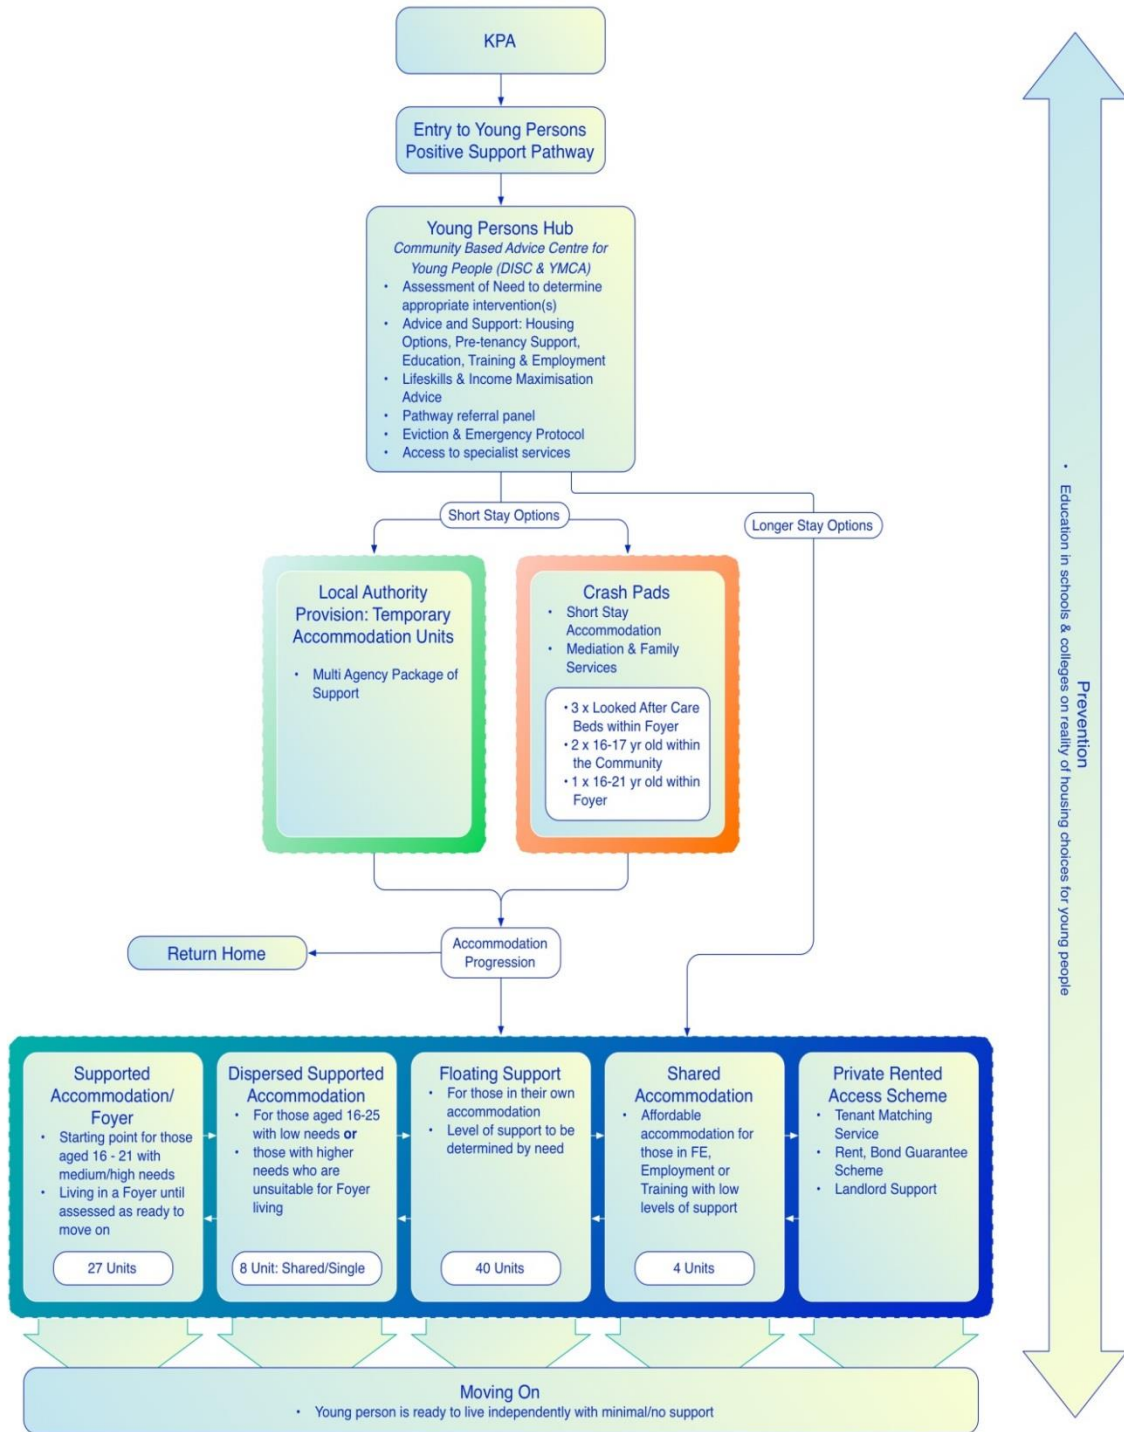 KPA
Entry to Young Persons
Positive Support Pathway
Young Persons Hub
Community Based Advice Centre for
Young People (DISC & YMCA)
• Assessment of Need to determine
appropriate intervention(s)
• Advice and Support: Housing
Options, Pre-tenancy Support,
Education, Training & Employment
• Lifeskills & Income Maximisation
Advice
• Pathway referral panel
• Eviction & Emergency Protocol
• Access to specialist services
Short Stay Options
Longer Stay Options
Local Authority
Provision: Temporary
Accommodation Units
• Multi Agency Package of
Support
Crash Pads
• Short Stay
Accommodation
• Mediation & Family
Services
• 3 x Looked After Care
Beds within Foyer
• 2 x 16-17 yr old within
the Community
• 1 x 16-21 yr old within
Foyer
Accommodation
Progression
Return Home
Supported
Accommodation/
Foyer
• Starting point for those
aged 16 - 21 with
medium/high needs
• Living in a Foyer until
assessed as ready to
move on
27 Units
Dispersed Supported
Accommodation
• For those aged 16-25
with low needs or
• those with higher
needs who are
unsuitable for Foyer
living
8 Unit: Shared/Single
Floating Support
• For those in their own
accommodation
• Level of support to be
determined by need
40 Units
Shared
Accommodation
• Affordable
accommodation for
those in FE,
Employment or
Training with low
levels of support
4 Units
Private Rented
Access Scheme
• Tenant Matching
Service
• Rent, Bond Guarantee
Scheme
• Landlord Support
Moving On
• Young person is ready to live independently with minimal/no support
Prevention
• Education in schools & colleges on reality of housing choices for young people